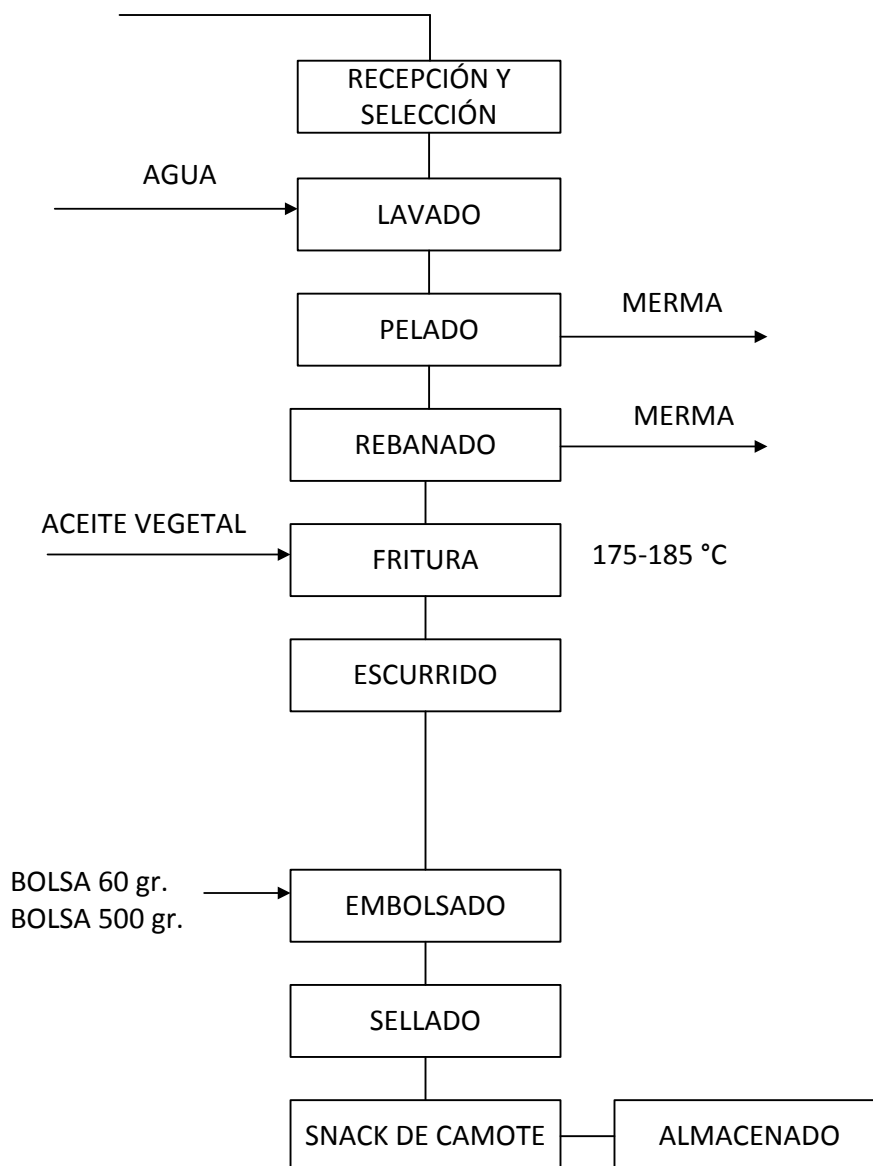 RECEPCIÓN Y
SELECCIÓN
AGUA
LAVADO
MERMA
PELADO
MERMA
REBANADO
ACEITE VEGETAL
FRITURA
175-185 °C
ESCURRIDO
BOLSA 60 gr.
BOLSA 500 gr.
EMBOLSADO
SELLADO
SNACK DE CAMOTE
ALMACENADO